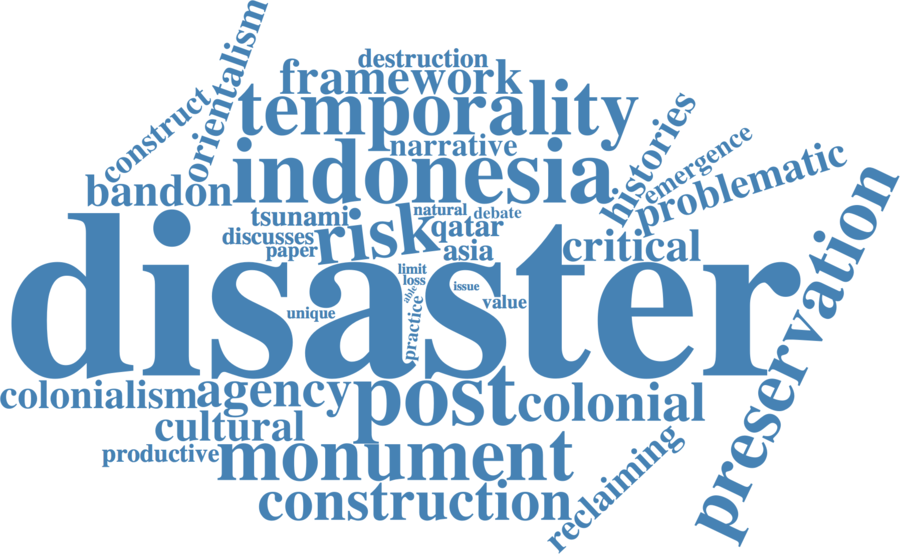 destruction
framework
orientalism
construct
temporality
narrative
histories
emergence
problematic
bandon
indonesia
tsunami
natural
debate
discusses
risk
qatar
paper
asia
critical
preservation
limit
loss
able
issue
disaster
unique
practice
value
colonialism
agency
post
colonial
cultural
productive
monument
reclaiming
construction